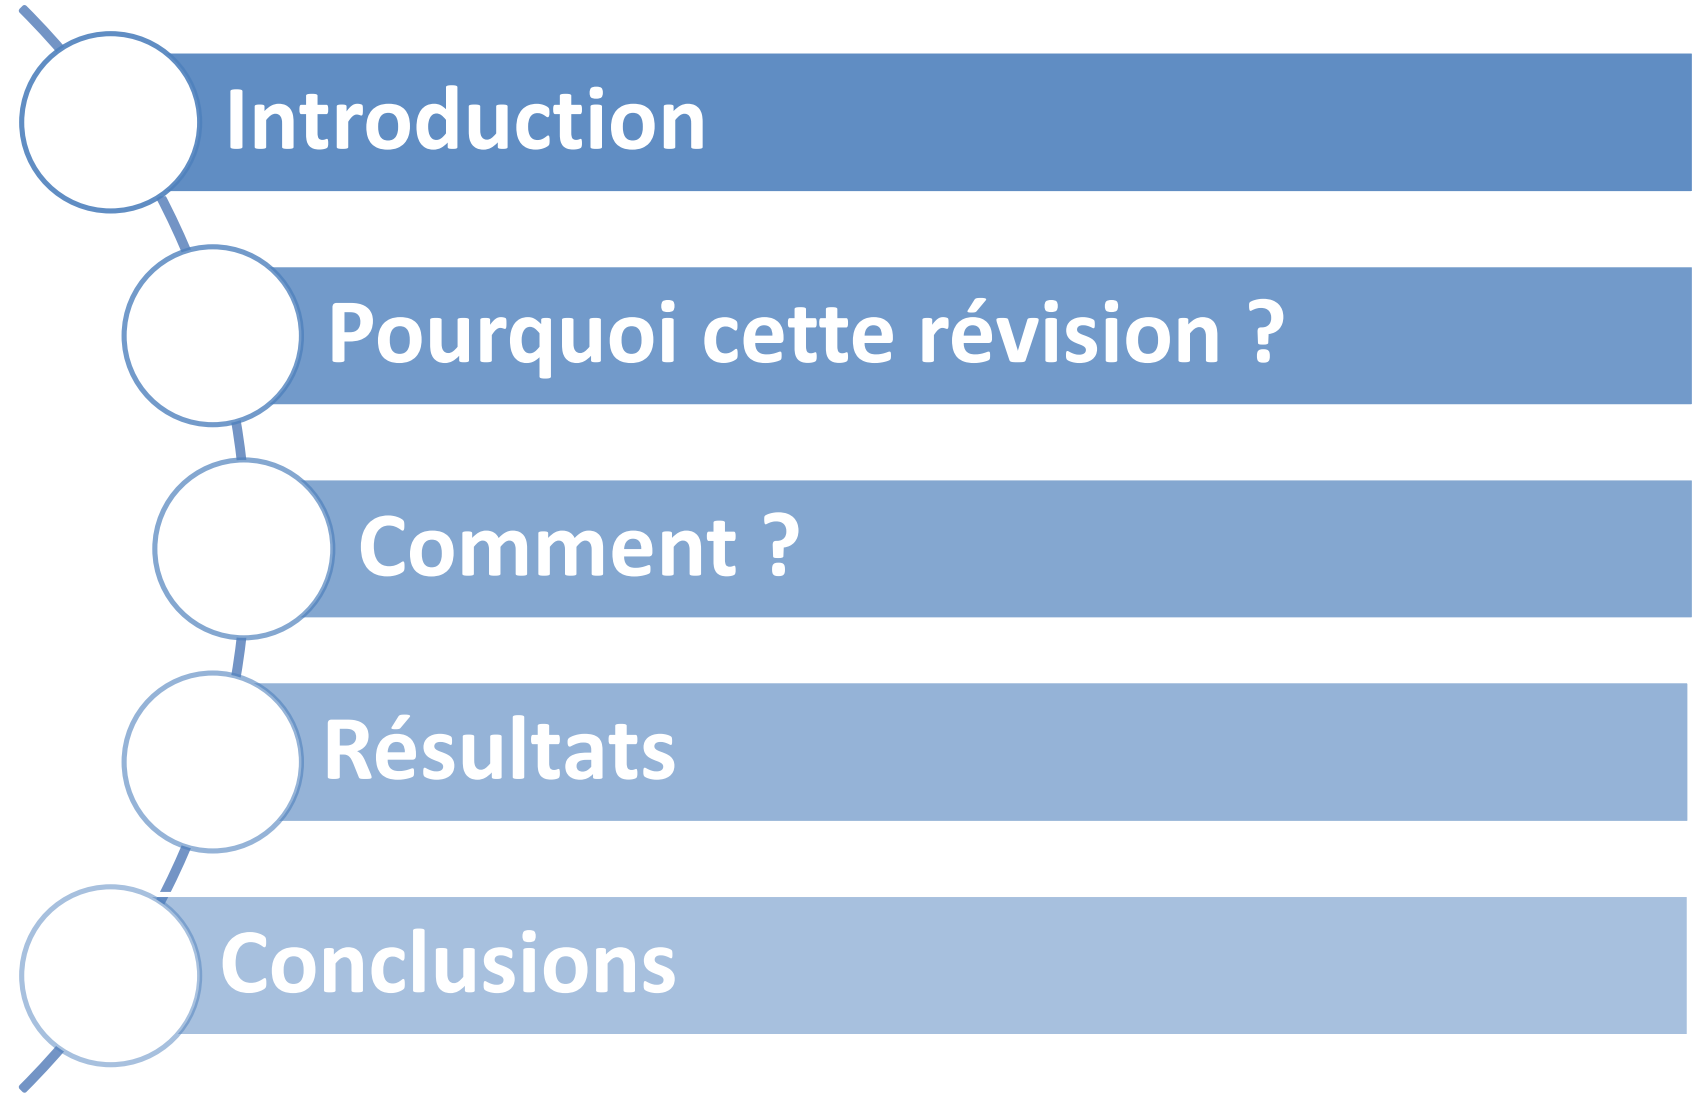 Introduction
Pourquoi cette révision ?
Comment ?
Résultats
Conclusions